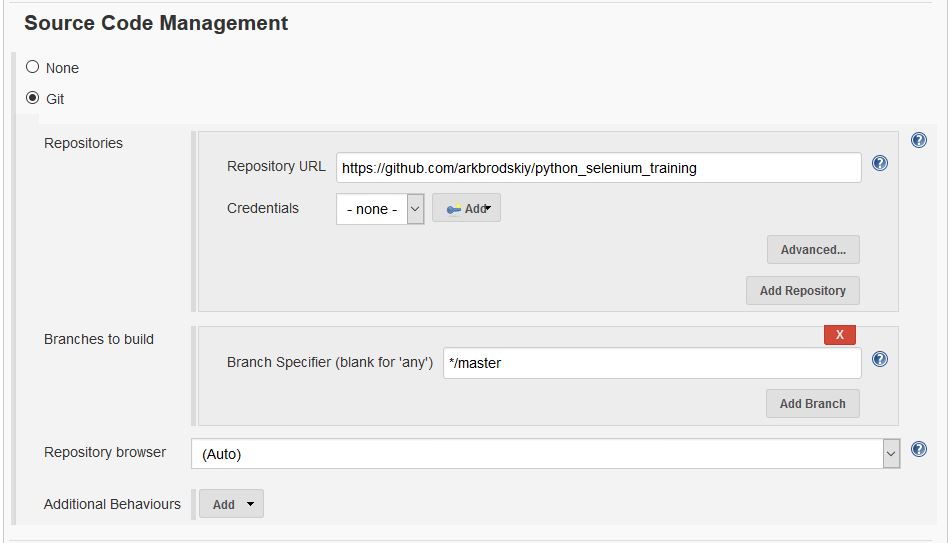 Source Code Management
None
Git
Repositories
Repository URL https://github.com/arkbrodskiy/python_selenium_training
Credentials - none - Add
Advanced...
Add Repository
Branches to build
X
Branch Specifier (blank for 'any') */master
Add Branch
Repository browser (Auto)
Additional Behaviours Add